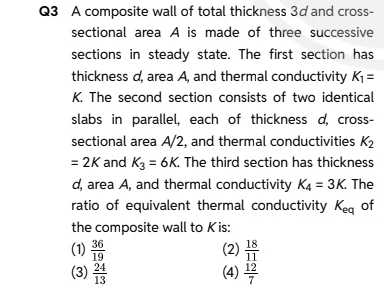 Q3 A composite wall of total thickness 3d and cross-
sectional area A is made of three successive
sections in steady state. The first section has
thickness d, area A, and thermal conductivity K₁ =
K. The second section consists of two identical
slabs in parallel, each of thickness d, cross-
sectional area A/2, and thermal conductivities K₂
= 2K and K₃ = 6K. The third section has thickness
d, area A, and thermal conductivity K₄ = 3K. The
ratio of equivalent thermal conductivity Keq of
the composite wall to K is:
(1) 36/19 (2) 18/11
(3) 24/13 (4) 12/7